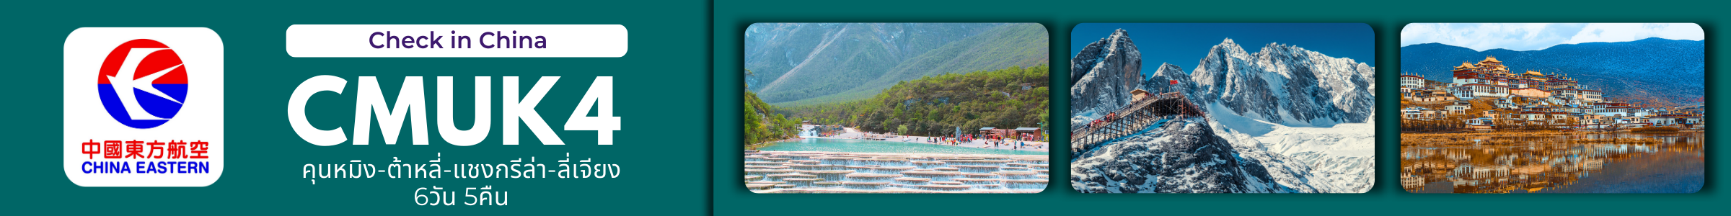 中國東方航空
CHINA EASTERN
Check in China
CMUK4
คุนหมิง-ต้าหลี่-แชงกรีล่า-ลี่เจียง
6วัน 5คืน